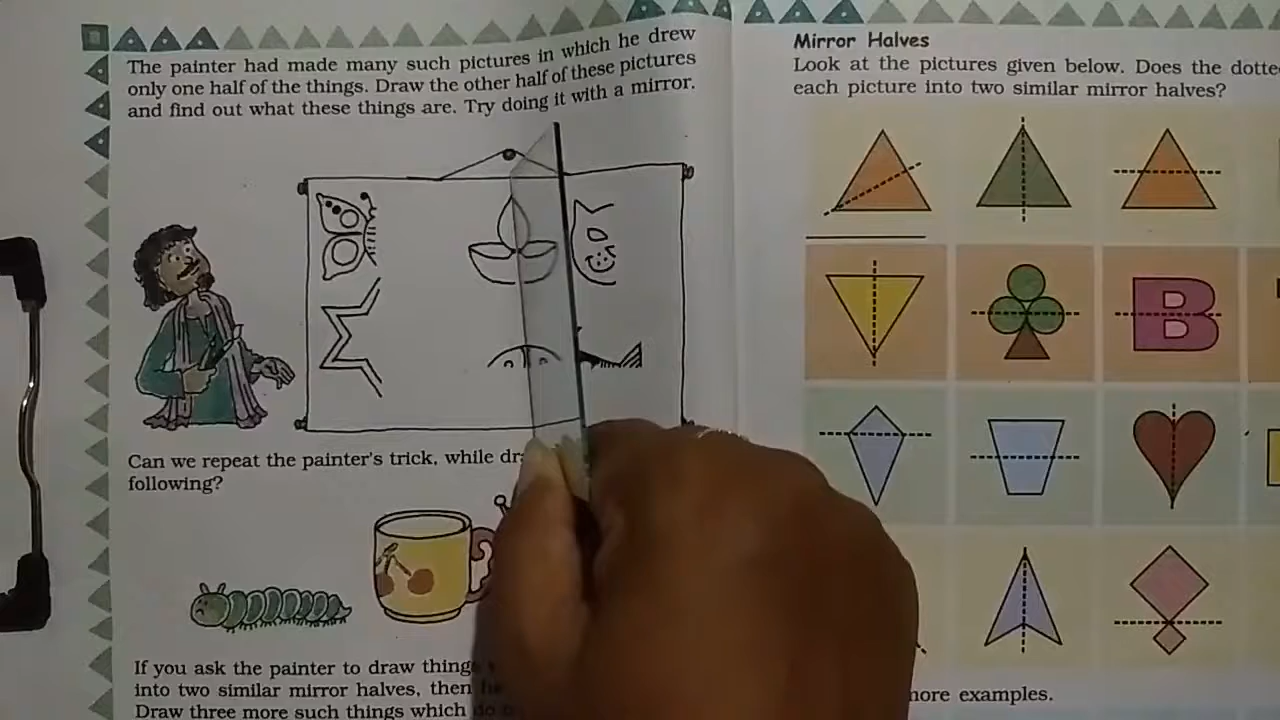 The painter had made many such pictures in which he drew
only one half of the things. Draw the other half of these pictures
and find out what these things are. Try doing it with a mirror.
Can we repeat the painter's trick, while
following?
If you ask the painter to draw things
into two similar mirror halves, then
Draw three more such things which
Mirror Halves
Look at the pictures given below. Does the
each picture into two similar mirror halves?
B
more examples.